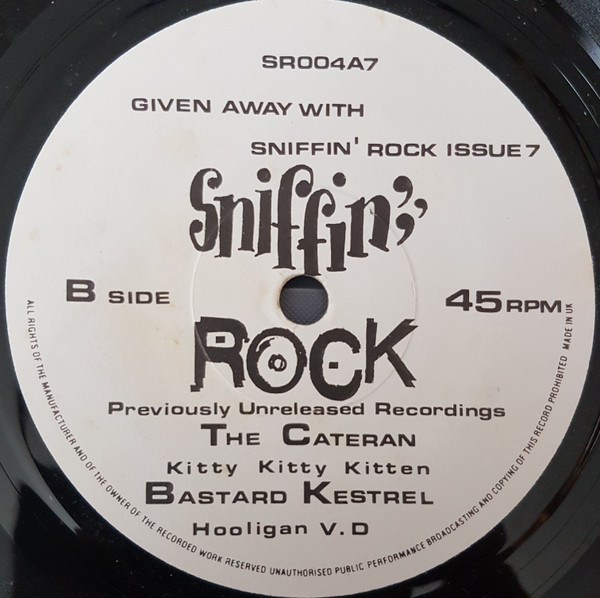 SR004A7
GIVEN AWAY WITH
SNIFFIN' ROCK ISSUE 7
Sniffin'''
B SIDE
45 RPM
ROCK
Previously Unreleased Recordings
THE CATERAN
Kitty Kitty Kitten
BASTARD KESTREL
Hooligan V.D
ALL RIGHTS OF THE MANUFACTURER AND OF THE OWNER OF THE RECORDED WORK RESERVED UNAUTHORISED PUBLIC PERFORMANCE BROADCASTING AND COPYING OF THIS RECORD PROHIBITED MADE IN UK